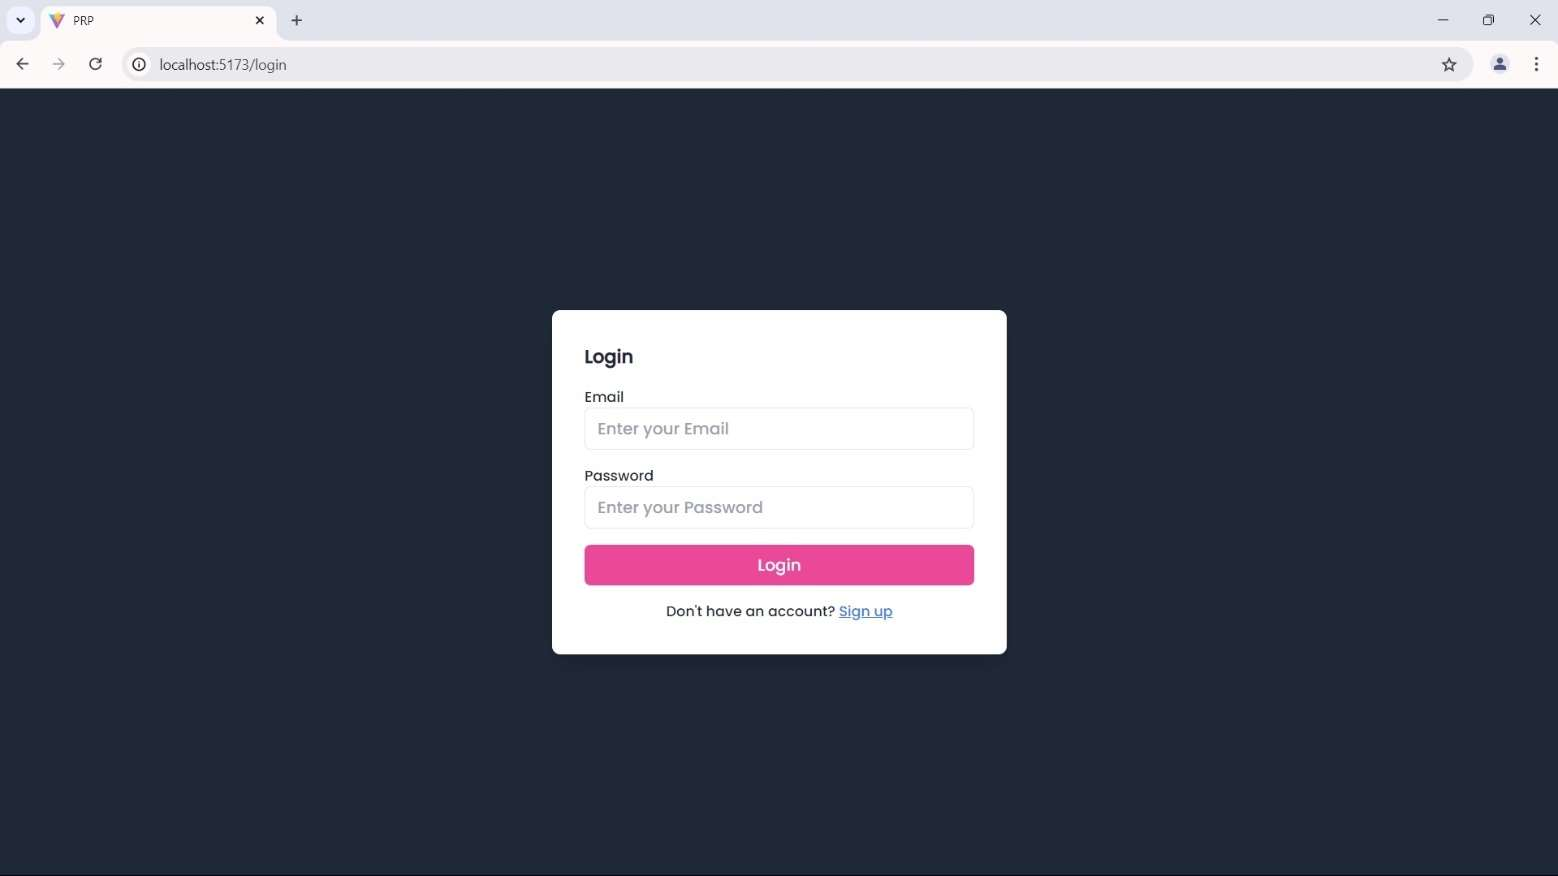 PRP
localhost:5173/login
Login
Email
Enter your Email
Password
Enter your Password
Login
Don't have an account? Sign up